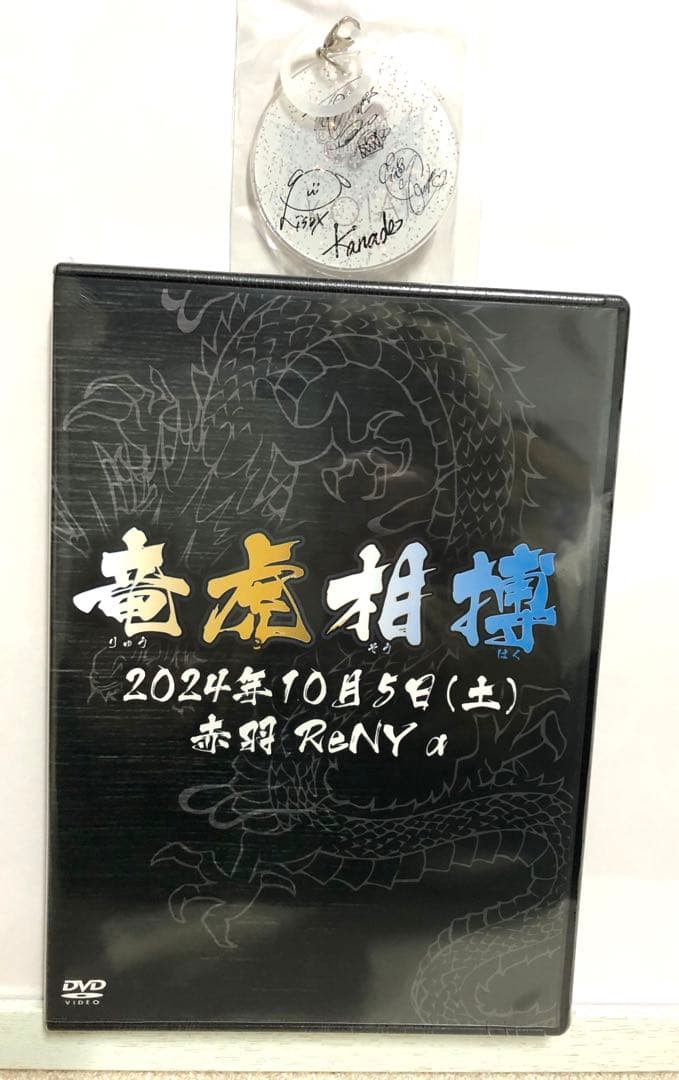 Lisax
Kanade
竜虎相搏
りゅう こ そう はく
2024年10月5日(土)
赤羽 ReNY α
DVD
VIDEO